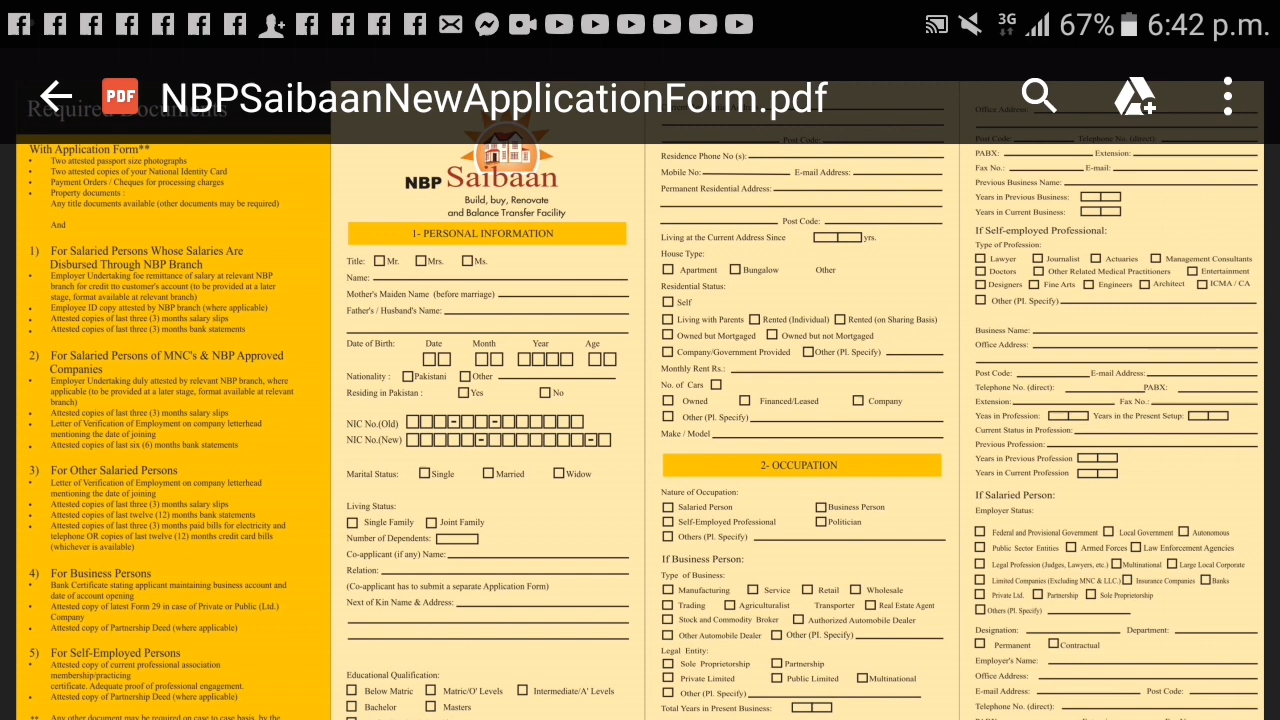 3G 67% 6:42 p.m.
PDF NBPSaibaanNewApplicationForm.pdf
Required Documents
With Application Form**
• Two attested passport size photographs
• Two attested copies of your National Identity Card
• Payment Orders / Cheques for processing charges
• Property documents :
Any title documents available (other documents may be required)
And
1) For Salaried Persons Whose Salaries Are
Disbursed Through NBP Branch
• Employer Undertaking foe remittance of salary at relevant NBP
branch for credit tto customer's account (to be provided at a later
stage, format available at relevant branch)
• Employee ID copy attested by NBP branch (where applicable)
• Attested copies of last three (3) months salary slips
• Attested copies of last three (3) months bank statements
2) For Salaried Persons of MNC's & NBP Approved
Companies
• Employer Undertaking duly attested by relevant NBP branch, where
applicable (to be provided at a later stage, format available at relevant
branch)
• Attested copies of last three (3) months salary slips
• Letter of Verification of Employment on company letterhead
mentioning the date of joining
• Attested copies of last six (6) months bank statements
3) For Other Salaried Persons
• Letter of Verification of Employment on company letterhead
mentioning the date of joining
• Attested copies of last three (3) months salary slips
• Attested copies of last twelve (12) months bank statements
• Attested copies of last three (3) months paid bills for electricity and
telephone OR copies of last twelve (12) months credit card bills
(whichever is available)
4) For Business Persons
• Bank Certificate stating applicant maintaining business account and
date of account opening
• Attested copy of latest Form 29 in case of Private or Public (Ltd.)
Company
• Attested copy of Partnership Deed (where applicable)
5) For Self-Employed Persons
• Attested copy of current professional association
membership/practicing
certificate. Adequate proof of professional engagement.
• Attested copy of Partnership Deed (where applicable)
** Any other document may be required on case to case basis, by the
NBP Saibaan
Build, buy, Renovate
and Balance Transfer Facility
1- PERSONAL INFORMATION
Title: Mr. Mrs. Ms.
Name:
Mother's Maiden Name (before marriage)
Father's / Husband's Name:
Date of Birth: Date Month Year Age
Nationality : Pakistani Other
Residing in Pakistan : Yes No
NIC No.(Old) - -
NIC No.(New) - -
Marital Status: Single Married Widow
Living Status:
Single Family Joint Family
Number of Dependents:
Co-applicant (if any) Name:
Relation:
(Co-applicant has to submit a separate Application Form)
Next of Kin Name & Address:
Educational Qualification:
Below Matric Matric/O' Levels Intermediate/A' Levels
Bachelor Masters
Post Code:
Residence Phone No (s):
Mobile No: E-mail Address:
Permanent Residential Address:
Post Code:
Living at the Current Address Since yrs.
House Type:
Apartment Bungalow Other
Residential Status:
Self
Living with Parents Rented (Individual) Rented (on Sharing Basis)
Owned but Mortgaged Owned but not Mortgaged
Company/Government Provided Other (Pl. Specify)
Monthly Rent Rs.:
No. of Cars
Owned Financed/Leased Company
Other (Pl. Specify)
Make / Model
2- OCCUPATION
Nature of Occupation:
Salaried Person Business Person
Self-Employed Professional Politician
Others (Pl. Specify)
If Business Person:
Type of Business:
Manufacturing Service Retail Wholesale
Trading Agriculturalist Transporter Real Estate Agent
Stock and Commodity Broker Authorized Automobile Dealer
Other Automobile Dealer Other (Pl. Specify)
Legal Entity:
Sole Proprietorship Partnership
Private Limited Public Limited Multinational
Other (Pl. Specify)
Total Years in Present Business:
Office Address:
Post Code: Telephone No. (direct):
PABX: Extension:
Fax No.: E-mail:
Previous Business Name:
Years in Previous Business:
Years in Current Business:
If Self-employed Professional:
Type of Profession:
Lawyer Journalist Actuaries Management Consultants
Doctors Other Related Medical Practitioners Entertainment
Designers Fine Arts Engineers Architect ICMA / CA
Other (Pl. Specify)
Business Name:
Office Address:
Post Code: E-mail Address:
Telephone No. (direct): PABX:
Extension: Fax No.:
Yeas in Profession: Years in the Present Setup:
Current Status in Profession:
Previous Profession:
Years in Previous Profession
Years in Current Profession
If Salaried Person:
Employer Status:
Federal and Provisional Government Local Government Autonomous
Public Sector Entities Armed Forces Law Enforcement Agencies
Legal Profession (Judges, Lawyers, etc.) Multinational Large Local Corporate
Limited Companies (Excluding MNC & LLC.) Insurance Companies Banks
Private Ltd. Partnership Sole Proprietorship
Others (Pl. Specify)
Designation: Department:
Permanent Contractual
Employer's Name:
Office Address:
E-mail Address: Post Code:
Telephone No. (direct):